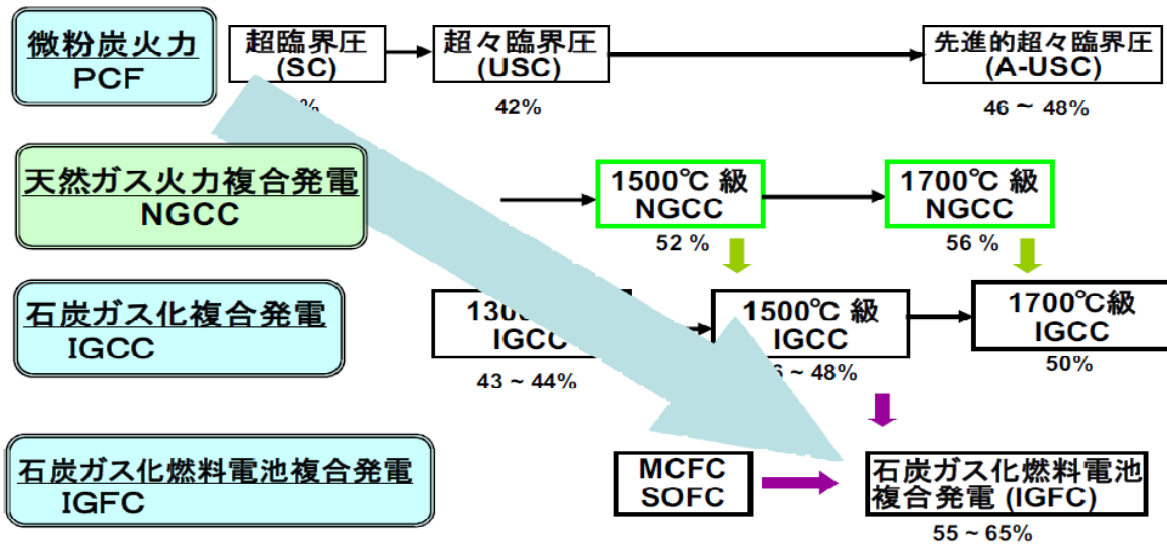 微粉炭火力
PCF
超臨界圧
(SC)
%
超々臨界圧
(USC)
42%
先進的超々臨界圧
(A-USC)
46 ~ 48%
天然ガス火力複合発電
NGCC
1500℃ 級
NGCC
52 %
1700℃ 級
NGCC
56 %
石炭ガス化複合発電
IGCC
130
IGCC
43 ~ 44%
1500℃ 級
IGCC
~ 48%
1700℃級
IGCC
50%
石炭ガス化燃料電池複合発電
IGFC
MCFC
SOFC
石炭ガス化燃料電池
複合発電 (IGFC)
55 ~ 65%